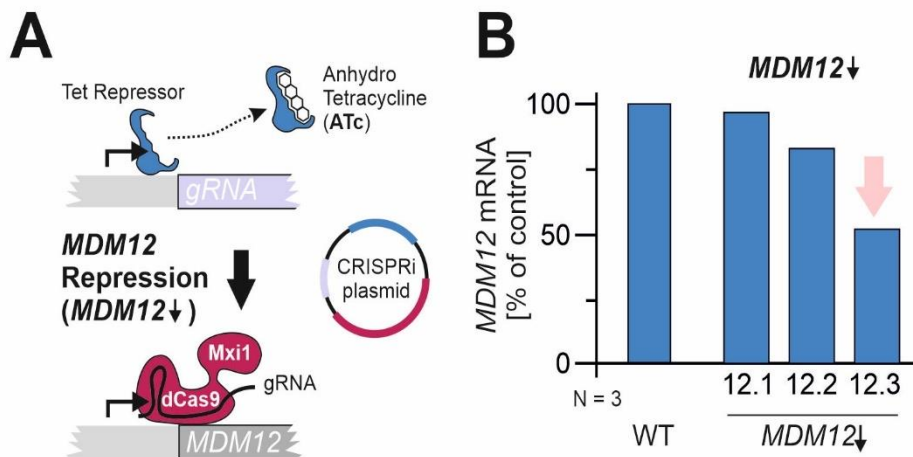 A
Tet Repressor
Anhydro
Tetracycline
(ATc)
gRNA
MDM12
Repression
(MDM12↓)
CRISPRi
plasmid
Mxi1
dCas9
gRNA
MDM12
B
MDM12↓
MDM12 mRNA
[% of control]
100
50
0
N = 3
12.1 12.2 12.3
WT
MDM12↓